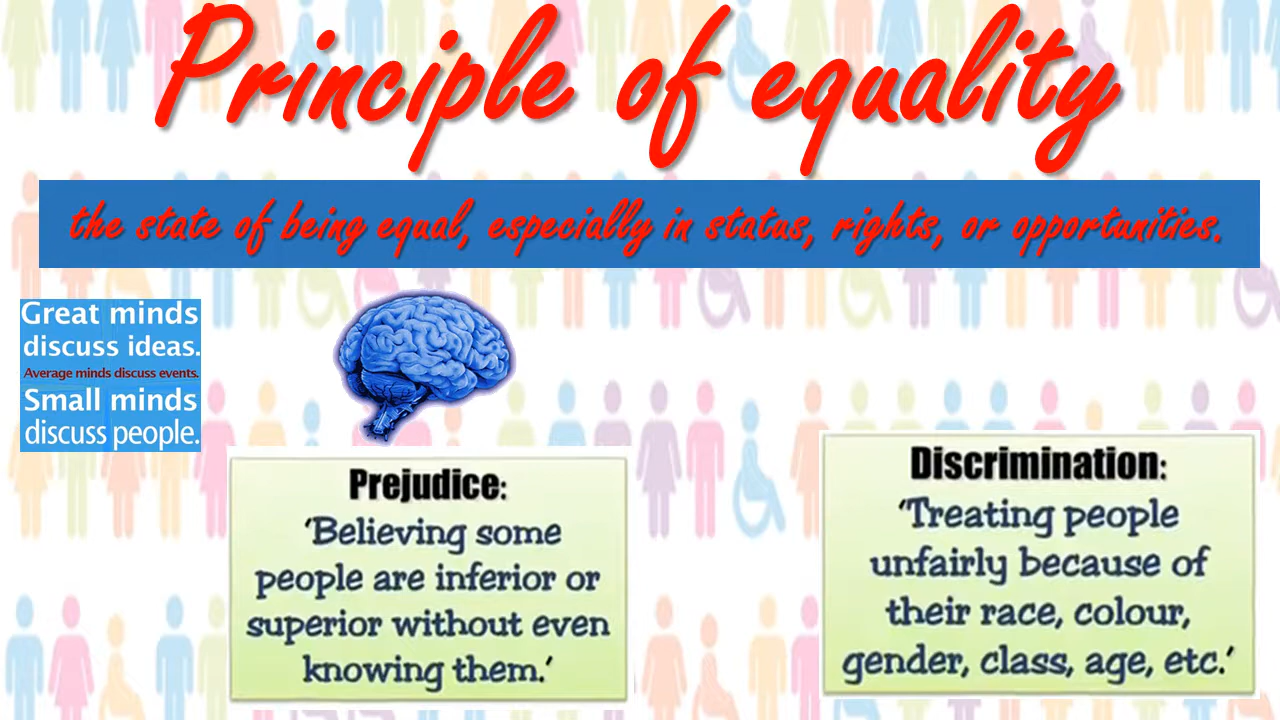 Principle of equality
the state of being equal, especially in status, rights, or opportunities.
Great minds
discuss ideas.
Average minds discuss events.
Small minds
discuss people.
Prejudice:
‘Believing some
people are inferior or
superior without even
knowing them.’
Discrimination:
‘Treating people
unfairly because of
their race, colour,
gender, class, age, etc.’